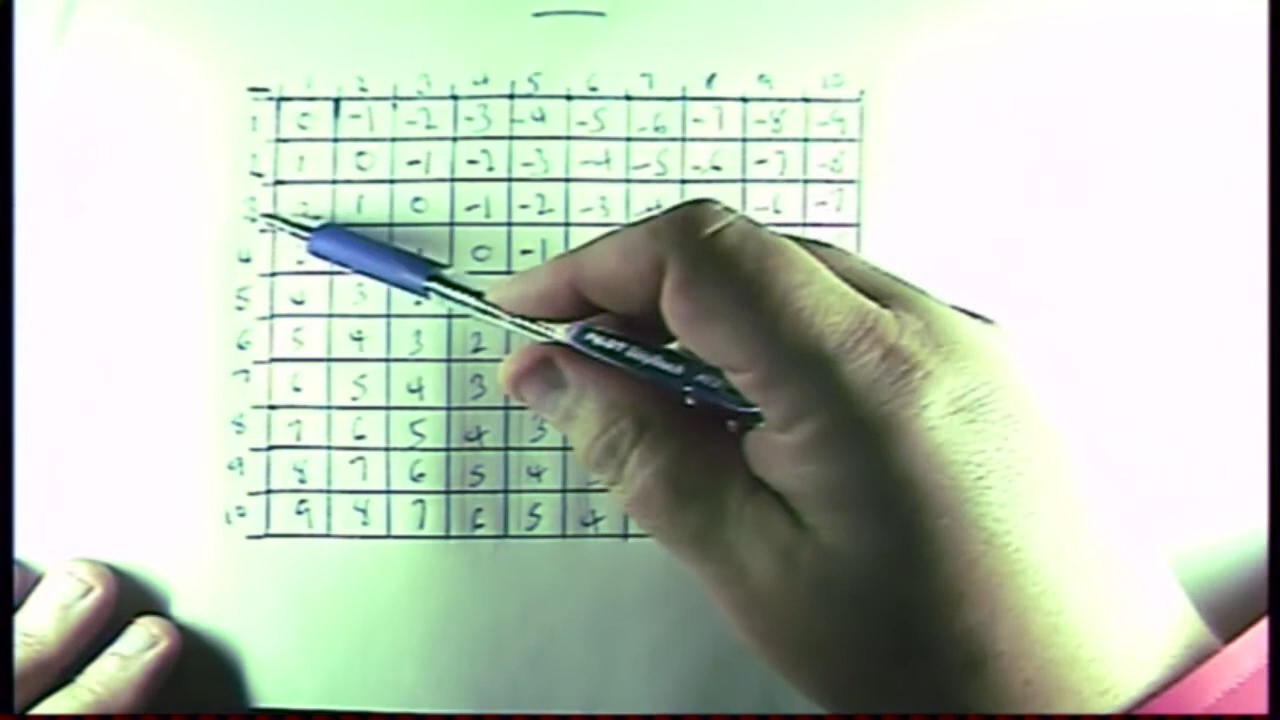 — 1 2 3 4 5 6 7 8 9 10
1 0 -1 -2 -3 -4 -5 -6 -7 -8 -9
2 1 0 -1 -2 -3 -4 -5 -6 -7 -8
3 2 1 0 -1 -2 -3 -6 -7
4 0 -1
5 4 3
6 5 4 3 2
7 6 5 4 3
8 7 6 5 4 3
9 8 7 6 5 4
10 9 8 7 6 5 4
PILOT